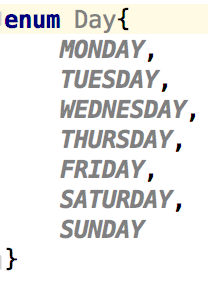 enum Day{
MONDAY,
TUESDAY,
WEDNESDAY,
THURSDAY,
FRIDAY,
SATURDAY,
SUNDAY
}